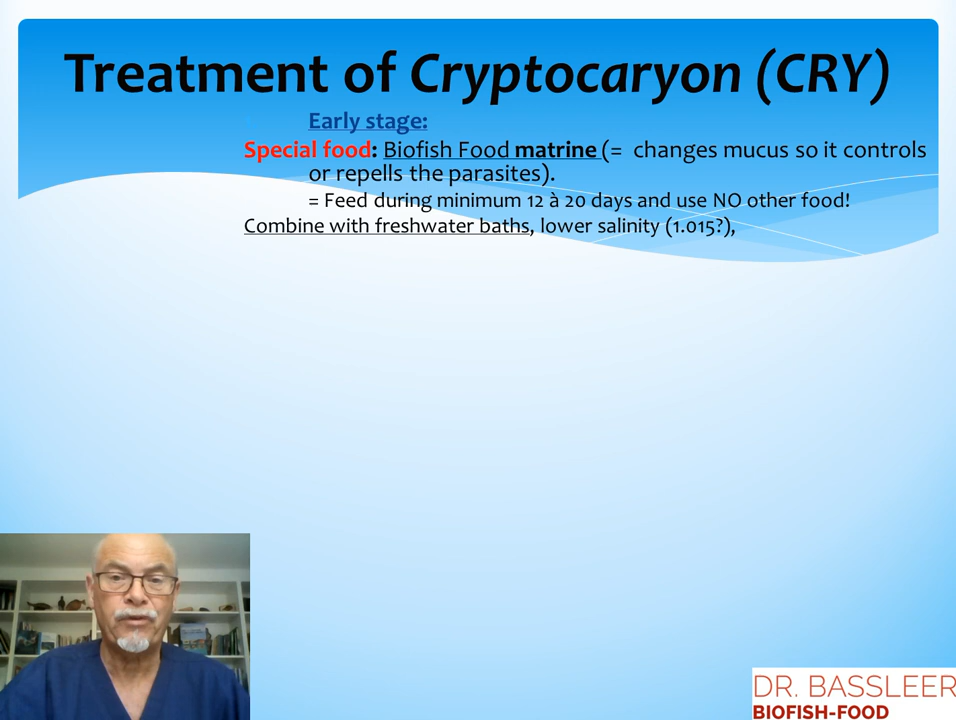 Treatment of Cryptocaryon (CRY)
Early stage:
Special food: Biofish Food matrine (= changes mucus so it controls
or repells the parasites).
= Feed during minimum 12 à 20 days and use NO other food!
Combine with freshwater baths, lower salinity (1.015?),
DR. BASSLEER
BIOFISH-FOOD